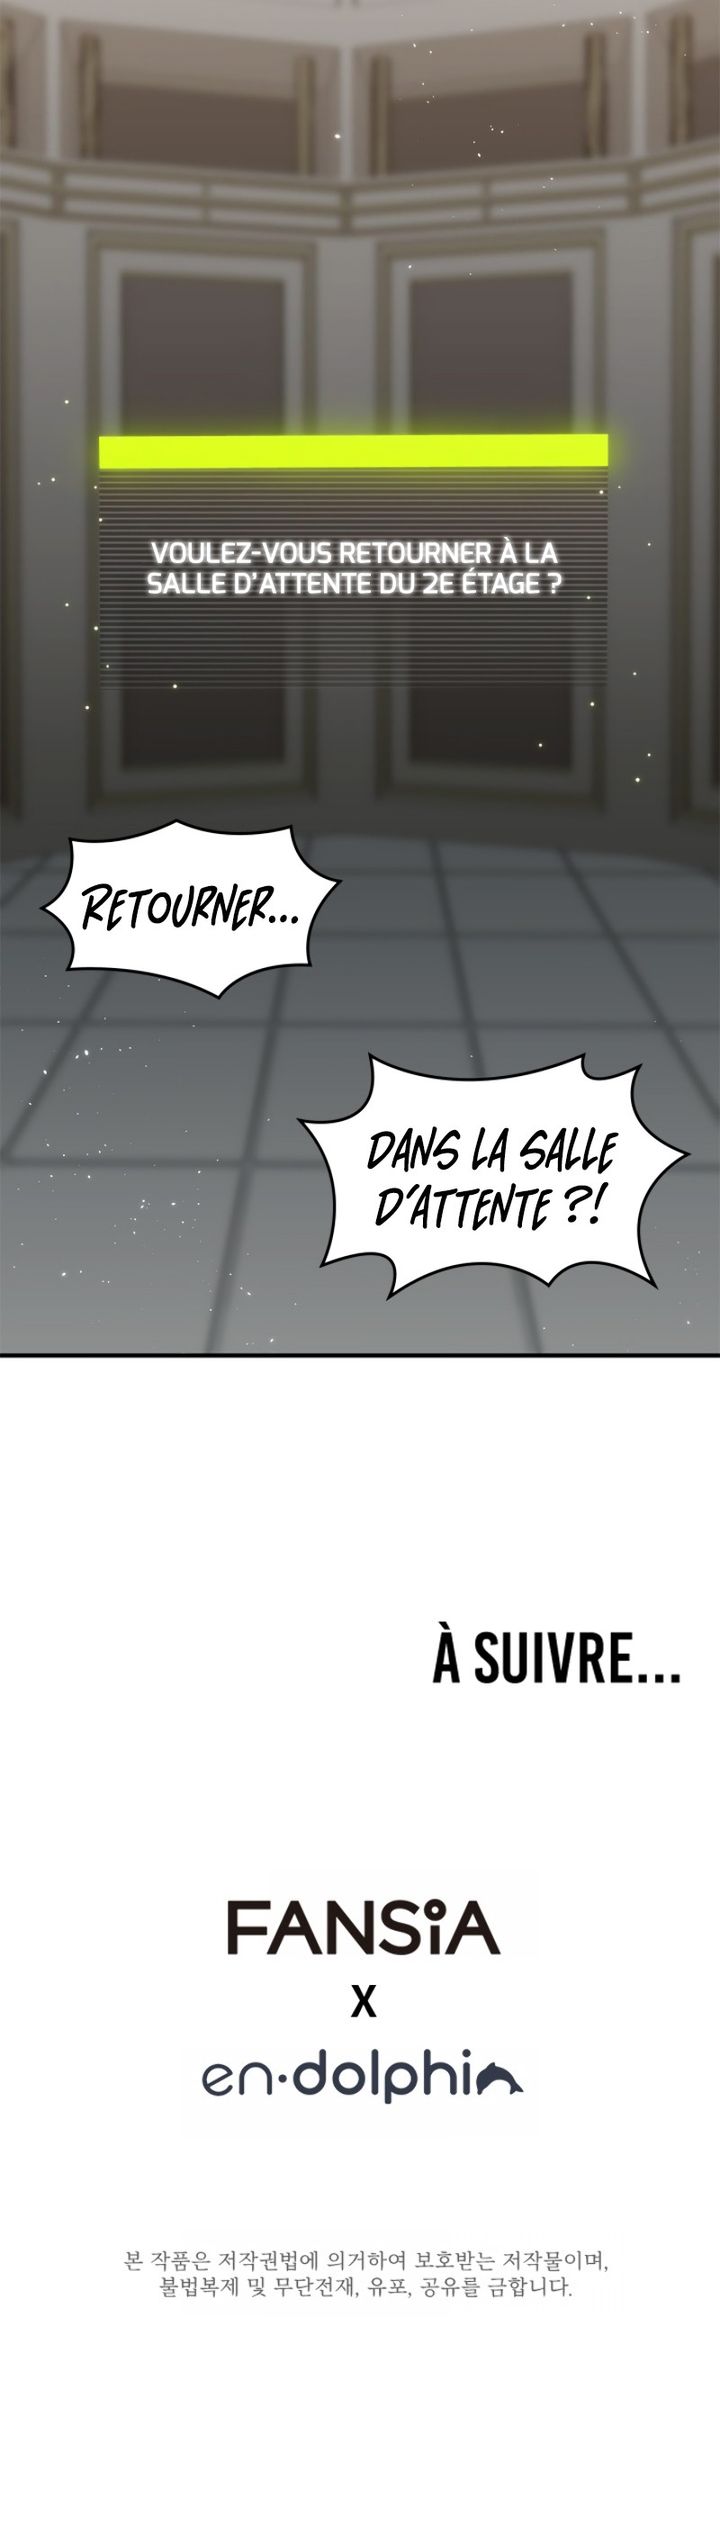 VOULEZ-VOUS RETOURNER À LA
SALLE D'ATTENTE DU 2E ÉTAGE ?
RETOURNER...
DANS LA SALLE
D'ATTENTE ?!
À SUIVRE...
FANSiA
X
en·dolphin
본 작품은 저작권법에 의거하여 보호받는 저작물이며,
불법복제 및 무단전재, 유포, 공유를 금합니다.